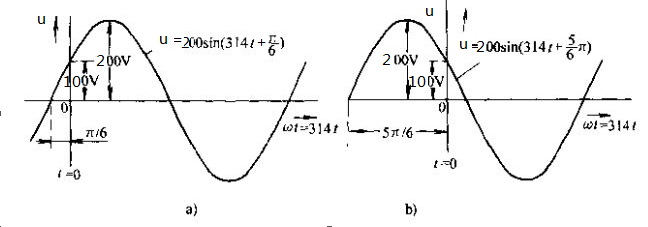 u
u=200sin(314t+π/6)
200V
100V
0
π/6
ωt=314t
t=0
a)
u
u=200sin(314t+5/6π)
200V
100V
0
5π/6
ωt=314t
t=0
b)